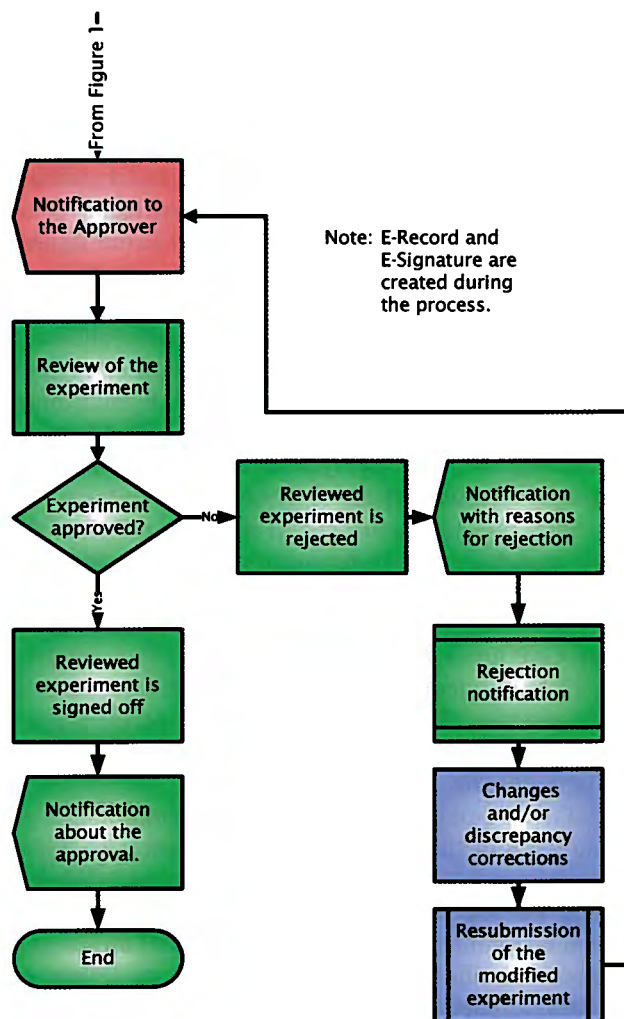 From Figure 1
Notification to
the Approver
Note: E-Record and
E-Signature are
created during
the process.
Review of the
experiment
Experiment
approved?
No
Reviewed
experiment is
rejected
Notification
with reasons
for rejection
Yes
Reviewed
experiment is
signed off
Rejection
notification
Notification
about the
approval.
Changes
and/or
discrepancy
corrections
End
Resubmission
of the
modified
experiment